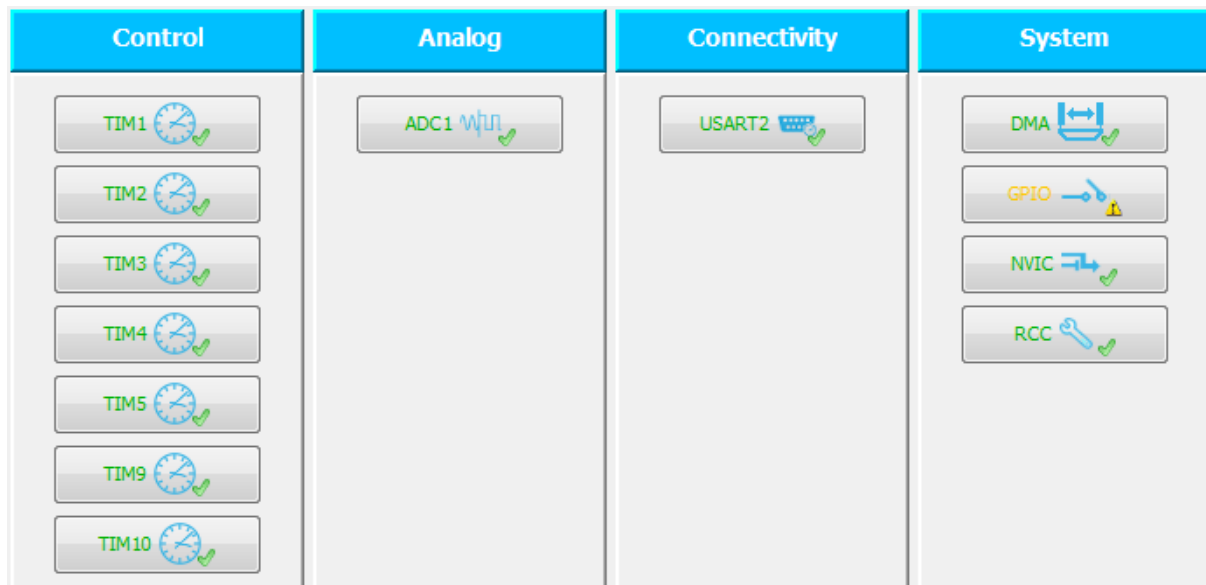 Control
Analog
Connectivity
System
TIM1
TIM2
TIM3
TIM4
TIM5
TIM9
TIM10
ADC1
USART2
DMA
GPIO
NVIC
RCC